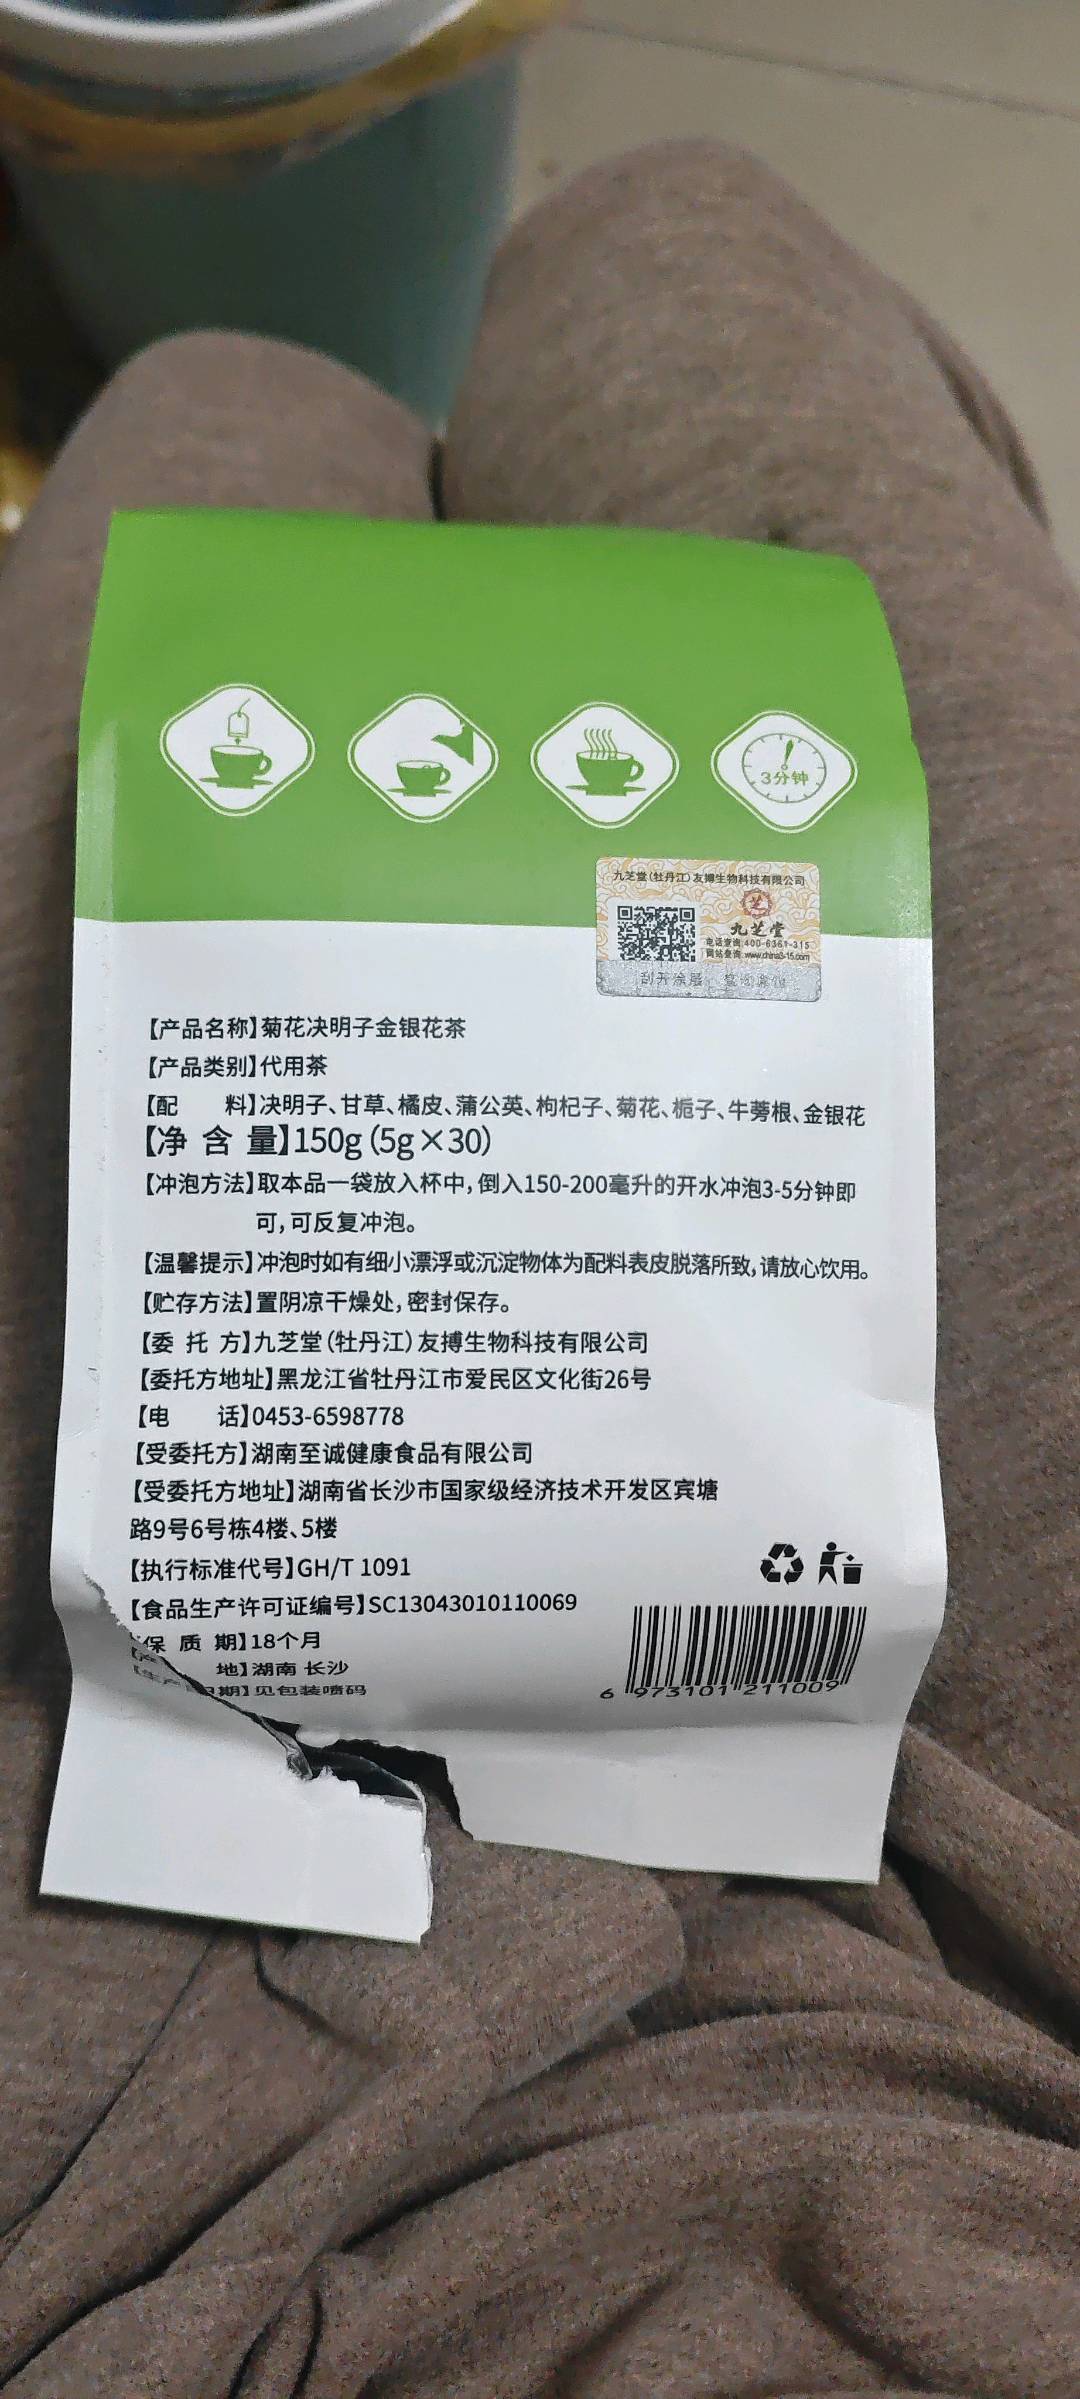 3分钟
九芝堂(牡丹江)友搏生物科技有限公司
芝
九芝堂
电话查询:400-6361-315
网站查询:www.china3-15.com
刮开涂层
【产品名称】菊花决明子金银花茶
【产品类别】代用茶
【配 料】决明子、甘草、橘皮、蒲公英、枸杞子、菊花、栀子、牛蒡根、金银花
【净 含 量】150g(5g×30)
【冲泡方法】取本品一袋放入杯中,倒入150-200毫升的开水冲泡3-5分钟即
可,可反复冲泡。
【温馨提示】冲泡时如有细小漂浮或沉淀物体为配料表皮脱落所致,请放心饮用。
【贮存方法】置阴凉干燥处,密封保存。
【委 托 方】九芝堂(牡丹江)友搏生物科技有限公司
【委托方地址】黑龙江省牡丹江市爱民区文化街26号
【电 话】0453-6598778
【受委托方】湖南至诚健康食品有限公司
【受委托方地址】湖南省长沙市国家级经济技术开发区宾塘
路9号6号栋4楼、5楼
【执行标准代号】GH/T 1091
【食品生产许可证编号】SC13043010110069
保 质 期】18个月
【产 地】湖南 长沙
【生产日期】见包装喷码
6 973101 211009